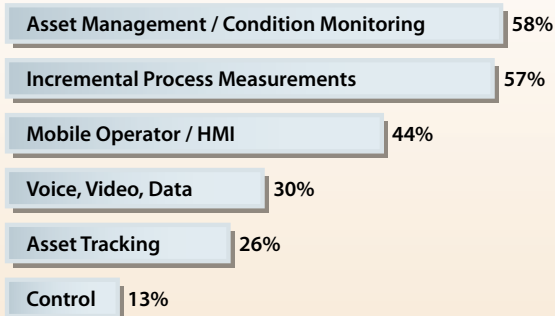 Asset Management / Condition Monitoring 58%
Incremental Process Measurements 57%
Mobile Operator / HMI 44%
Voice, Video, Data 30%
Asset Tracking 26%
Control 13%